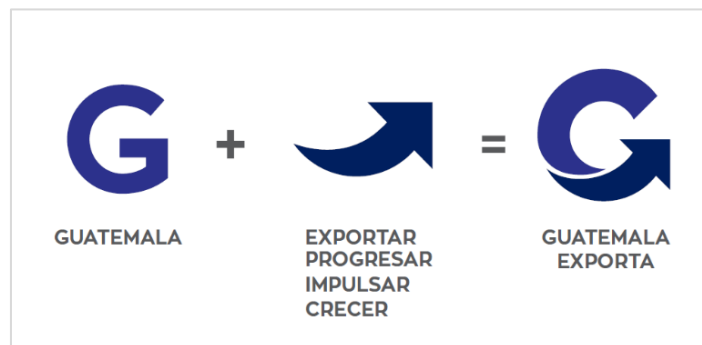 G + =
GUATEMALA
EXPORTAR
PROGRESAR
IMPULSAR
CRECER
GUATEMALA
EXPORTA